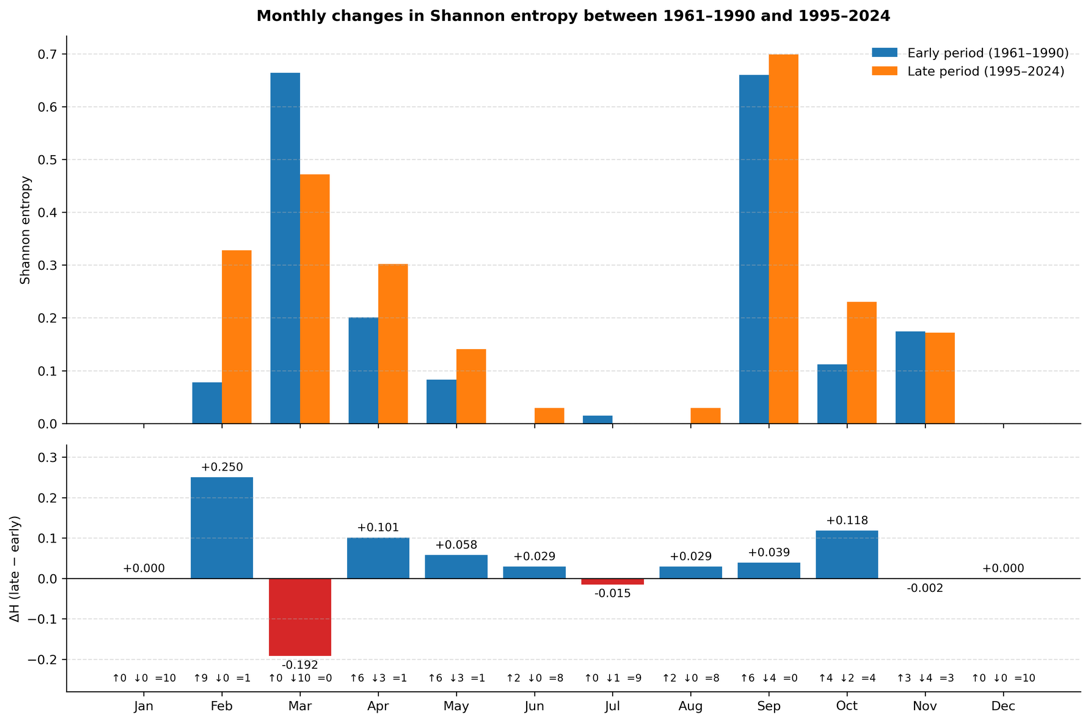 Monthly changes in Shannon entropy between 1961–1990 and 1995–2024
Early period (1961–1990)
Late period (1995–2024)
Shannon entropy
0.7
0.6
0.5
0.4
0.3
0.2
0.1
0.0
ΔH (late − early)
0.3
0.2
0.1
0.0
−0.1
−0.2
+0.000
+0.250
-0.192
+0.101
+0.058
+0.029
-0.015
+0.029
+0.039
+0.118
-0.002
+0.000
↑0 ↓0 =10
↑9 ↓0 =1
↑0 ↓10 =0
↑6 ↓3 =1
↑6 ↓3 =1
↑2 ↓0 =8
↑0 ↓1 =9
↑2 ↓0 =8
↑6 ↓4 =0
↑4 ↓2 =4
↑3 ↓4 =3
↑0 ↓0 =10
Jan Feb Mar Apr May Jun Jul Aug Sep Oct Nov Dec